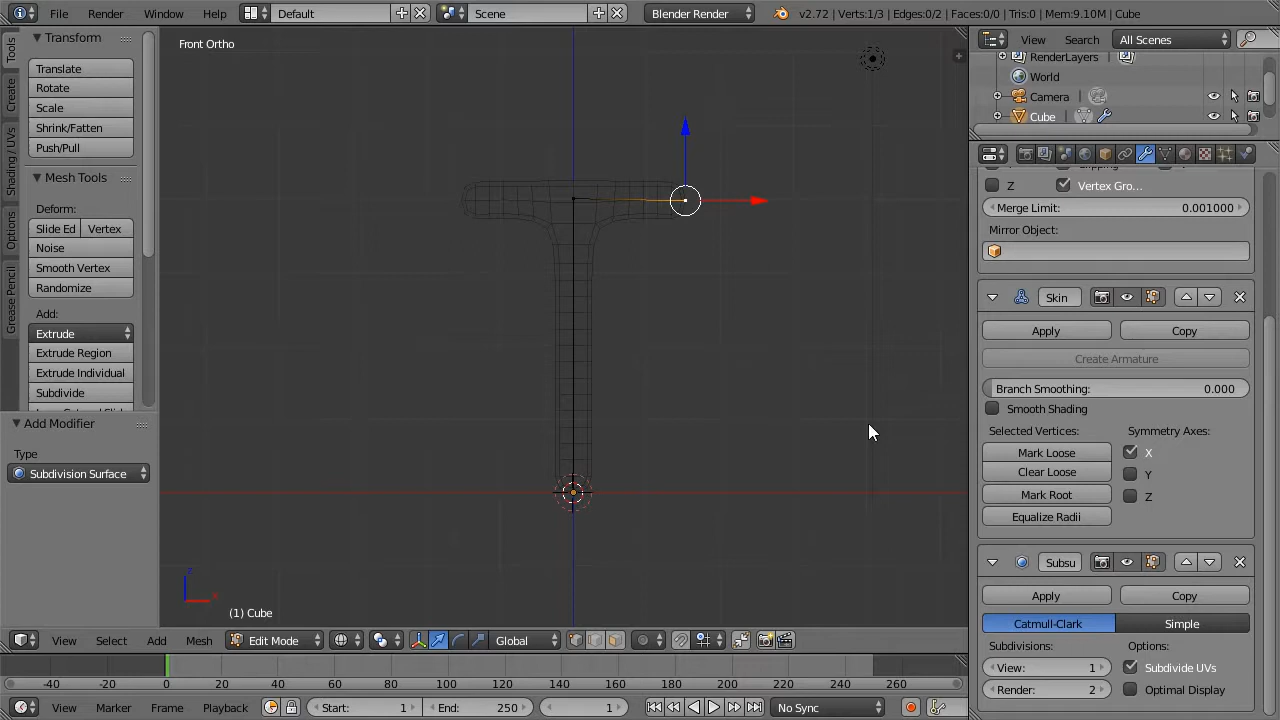 File Render Window Help Default Scene Blender Render v2.72 | Verts:1/3 | Edges:0/2 | Faces:0/0 | Tris:0 | Mem:9.10M | Cube
Tools
Create
Shading / UVs
Options
Grease Pencil
Transform
Translate
Rotate
Scale
Shrink/Fatten
Push/Pull
Mesh Tools
Deform:
Slide Ed Vertex
Noise
Smooth Vertex
Randomize
Add:
Extrude
Extrude Region
Extrude Individual
Subdivide
Add Modifier
Type
Subdivision Surface
Front Ortho
z
x
(1) Cube
View Select Add Mesh Edit Mode Global
-40 -20 0 20 40 60 80 100 120 140 160 180 200 220 240 260
View Marker Frame Playback Start: 1 End: 250 1 No Sync
View Search All Scenes
RenderLayers
World
Camera
Cube
Z Vertex Gro...
Merge Limit: 0.001000
Mirror Object:
Skin
Apply Copy
Create Armature
Branch Smoothing: 0.000
Smooth Shading
Selected Vertices: Symmetry Axes:
Mark Loose X
Clear Loose Y
Mark Root Z
Equalize Radii
Subsu
Apply Copy
Catmull-Clark Simple
Subdivisions: Options:
View: 1 Subdivide UVs
Render: 2 Optimal Display